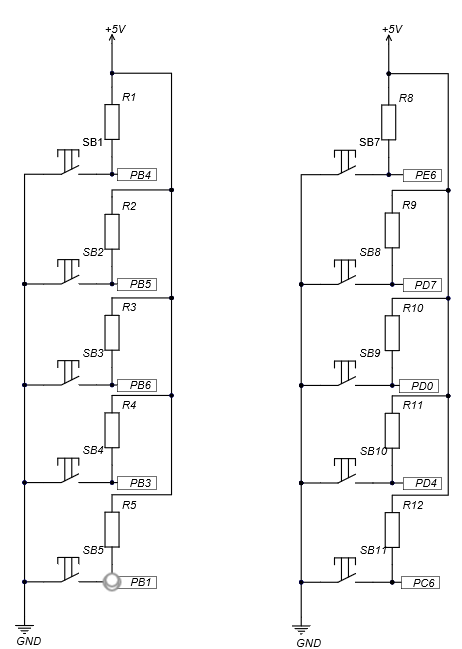 +5V
R1
SB1
PB4
R2
SB2
PB5
R3
SB3
PB6
R4
SB4
PB3
R5
SB5
PB1
GND
+5V
R8
SB7
PE6
R9
SB8
PD7
R10
SB9
PD0
R11
SB10
PD4
R12
SB11
PC6
GND